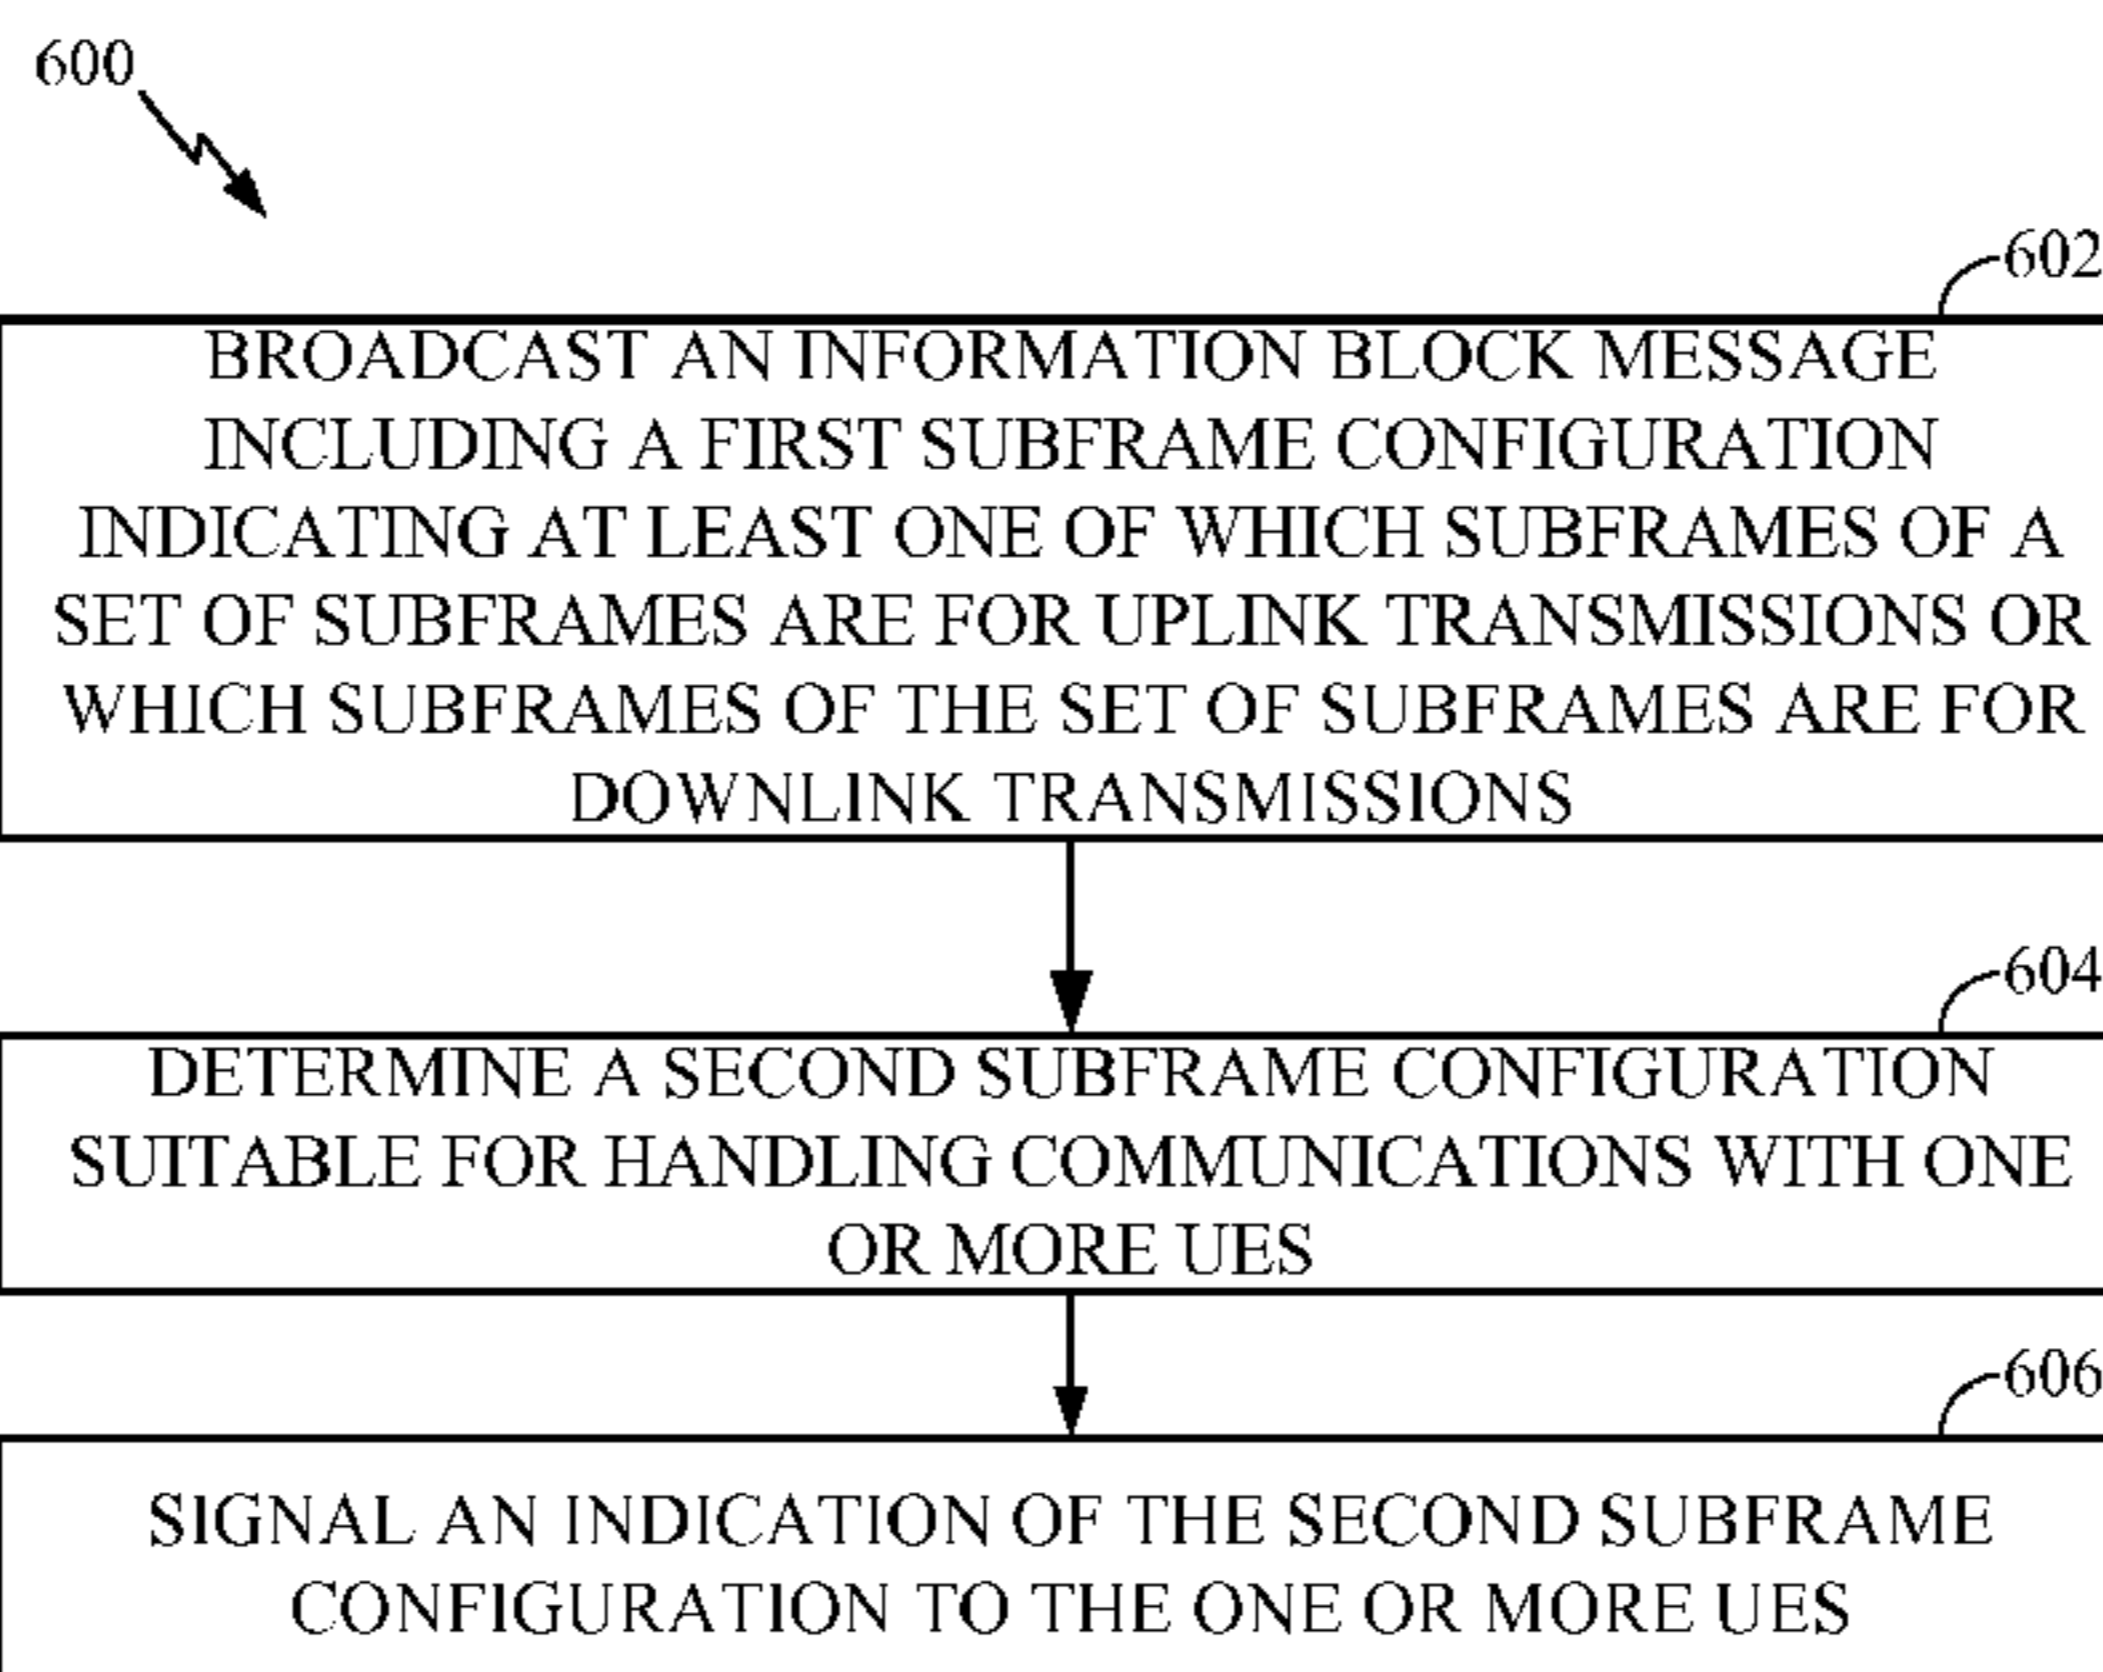 600
602
BROADCAST AN INFORMATION BLOCK MESSAGE
INCLUDING A FIRST SUBFRAME CONFIGURATION
INDICATING AT LEAST ONE OF WHICH SUBFRAMES OF A
SET OF SUBFRAMES ARE FOR UPLINK TRANSMISSIONS OR
WHICH SUBFRAMES OF THE SET OF SUBFRAMES ARE FOR
DOWNLINK TRANSMISSIONS
604
DETERMINE A SECOND SUBFRAME CONFIGURATION
SUITABLE FOR HANDLING COMMUNICATIONS WITH ONE
OR MORE UES
606
SIGNAL AN INDICATION OF THE SECOND SUBFRAME
CONFIGURATION TO THE ONE OR MORE UES